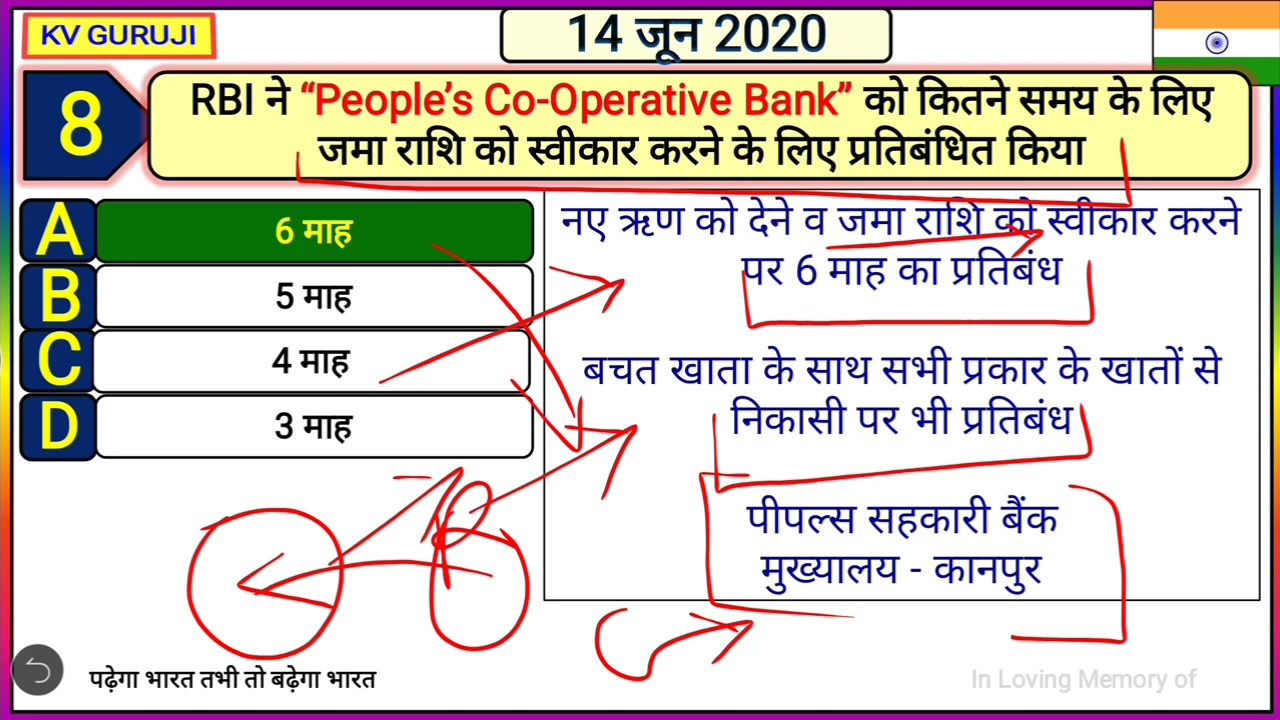 KV GURUJI
14 जून 2020
8
RBI ने “People’s Co-Operative Bank” को कितने समय के लिए
जमा राशि को स्वीकार करने के लिए प्रतिबंधित किया
A 6 माह
B 5 माह
C 4 माह
D 3 माह
नए ऋण को देने व जमा राशि को स्वीकार करने
पर 6 माह का प्रतिबंध
बचत खाता के साथ सभी प्रकार के खातों से
निकासी पर भी प्रतिबंध
पीपल्स सहकारी बैंक
मुख्यालय - कानपुर
पढ़ेगा भारत तभी तो बढ़ेगा भारत
In Loving Memory of